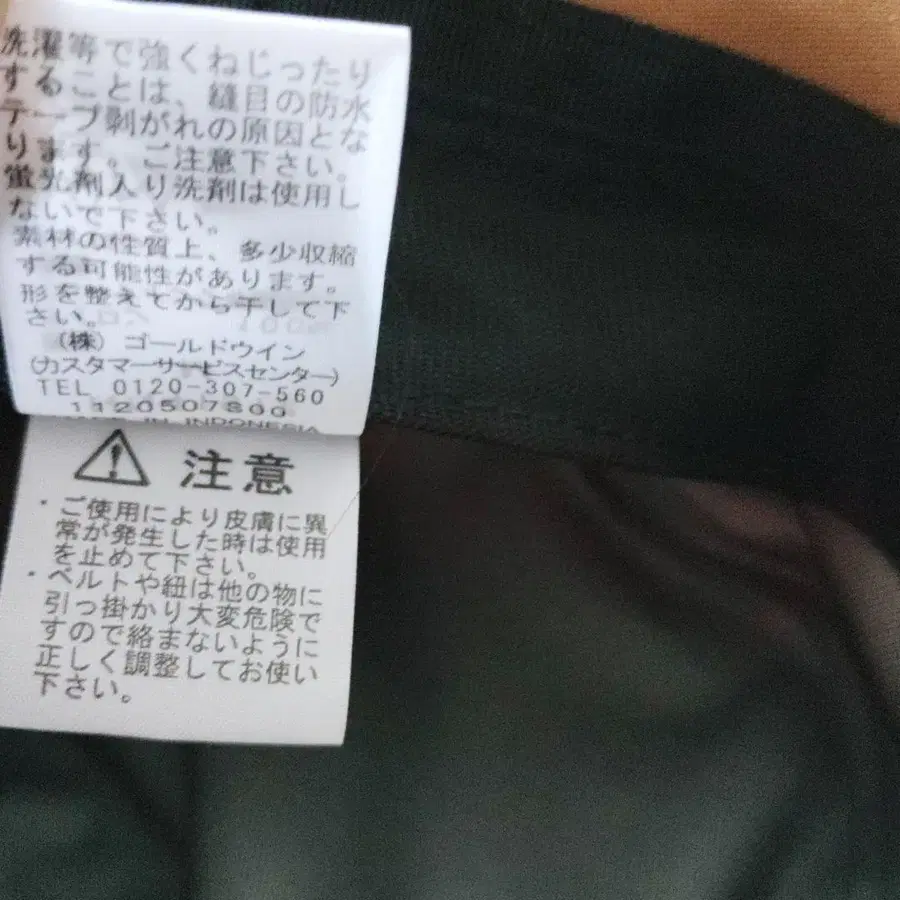 洗濯等で強くねじったり
することは、縫目の防水
テープ剥がれの原因とな
ります。ご注意下さい。
蛍光剤入り洗剤は使用し
ないで下さい。
素材の性質上、多少収縮
する可能性があります。
形を整えてから干して下
さい。
(株) ゴールドウイン
(カスタマーサービスセンター)
TEL 0120-307-560
1120507800
MADE IN INDONESIA
注意
・ご使用により皮膚に異
常が発生した時は使用
を止めて下さい。
・ベルトや紐は他の物に
引っ掛かり大変危険で
すので絡まないように
正しく調整してお使い
下さい。